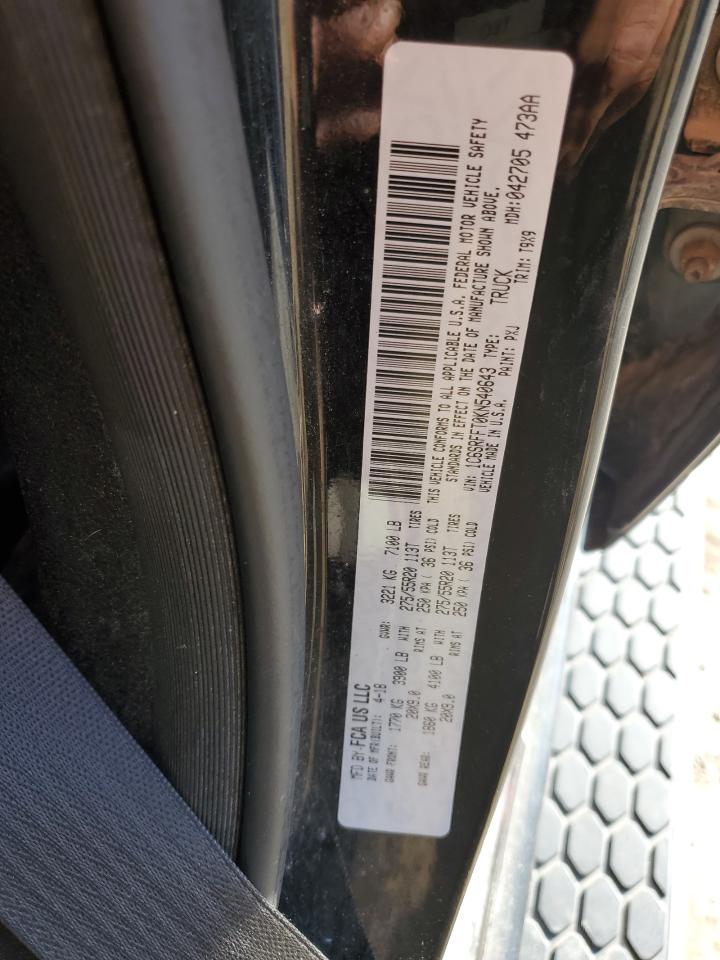 MFD BY: FCA US LLC
DATE OF MFR(BUILT): 4-18
GVWR: 3221 KG 7100 LB
GAWR FRONT: 1770 KG 3900 LB WITH 275/55R20 113T TIRES
20X9.0 RIMS AT 250 KPA ( 36 PSI) COLD
GAWR REAR: 1860 KG 4100 LB WITH 275/55R20 113T TIRES
20X9.0 RIMS AT 250 KPA ( 36 PSI) COLD
THIS VEHICLE CONFORMS TO ALL APPLICABLE U.S.A. FEDERAL MOTOR VEHICLE SAFETY
STANDARDS IN EFFECT ON THE DATE OF MANUFACTURE SHOWN ABOVE.
VIN: 1C6SRFFT0KN540643 TYPE: TRUCK MDH:042705 473AA
VEHICLE MADE IN U.S.A. PAINT: PXJ TRIM: T9X9